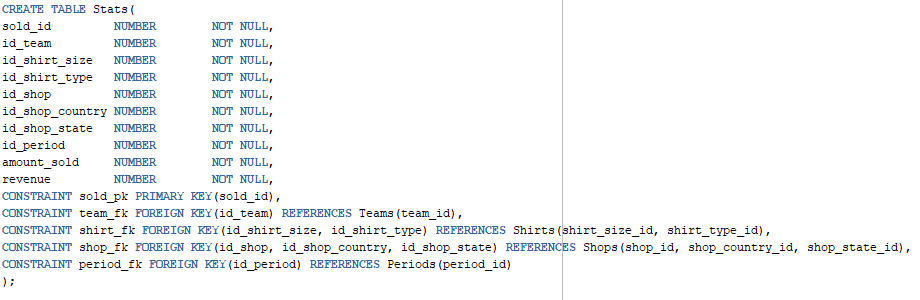 CREATE TABLE Stats(
sold_id NUMBER NOT NULL,
id_team NUMBER NOT NULL,
id_shirt_size NUMBER NOT NULL,
id_shirt_type NUMBER NOT NULL,
id_shop NUMBER NOT NULL,
id_shop_country NUMBER NOT NULL,
id_shop_state NUMBER NOT NULL,
id_period NUMBER NOT NULL,
amount_sold NUMBER NOT NULL,
revenue NUMBER NOT NULL,
CONSTRAINT sold_pk PRIMARY KEY(sold_id),
CONSTRAINT team_fk FOREIGN KEY(id_team) REFERENCES Teams(team_id),
CONSTRAINT shirt_fk FOREIGN KEY(id_shirt_size, id_shirt_type) REFERENCES Shirts(shirt_size_id, shirt_type_id),
CONSTRAINT shop_fk FOREIGN KEY(id_shop, id_shop_country, id_shop_state) REFERENCES Shops(shop_id, shop_country_id, shop_state_id),
CONSTRAINT period_fk FOREIGN KEY(id_period) REFERENCES Periods(period_id)
);